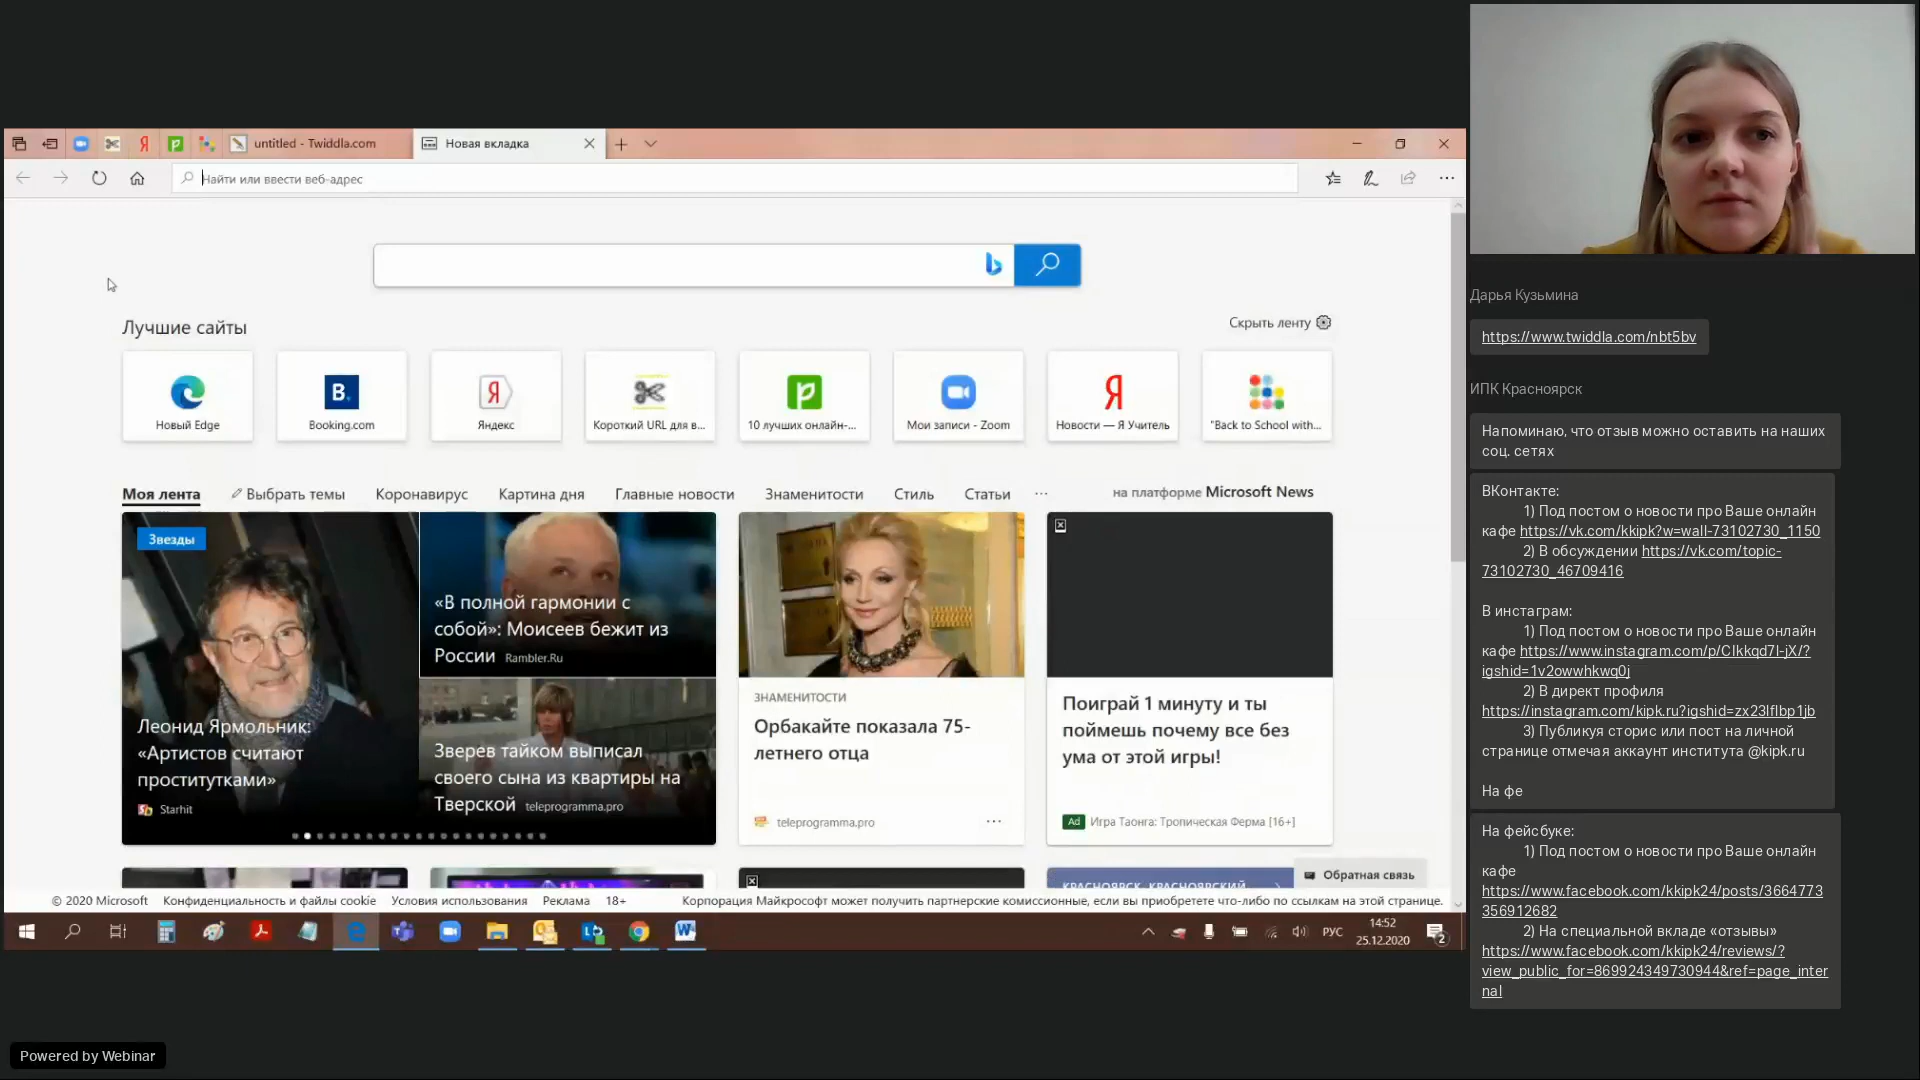 untitled - Twiddla.com
Новая вкладка
Найти или ввести веб-адрес
Лучшие сайты
Скрыть ленту
Новый Edge
Booking.com
Яндекс
Короткий URL для в...
10 лучших онлайн-...
Мои записи - Zoom
Новости — Я Учитель
"Back to School with...
Моя лента
Выбрать темы
Коронавирус
Картина дня
Главные новости
Знаменитости
Стиль
Статьи
на платформе Microsoft News
Звезды
Леонид Ярмольник:
«Артистов считают
проститутками»
Starhit
«В полной гармонии с
собой»: Моисеев бежит из
России Rambler.Ru
Зверев тайком выписал
своего сына из квартиры на
Тверской teleprogramma.pro
ЗНАМЕНИТОСТИ
Орбакайте показала 75-
летнего отца
teleprogramma.pro
Поиграй 1 минуту и ты
поймешь почему все без
ума от этой игры!
Ad Игра Таонга: Тропическая Ферма [16+]
КРАСНОЯРСК, КРАСНОЯРСКИЙ
Обратная связь
© 2020 Microsoft
Конфиденциальность и файлы cookie
Условия использования
Реклама
18+
Корпорация Майкрософт может получить партнерские комиссионные, если вы приобретете что-либо по ссылкам на этой странице.
РУС
14:52
25.12.2020
2
Дарья Кузьмина
https://www.twiddla.com/nbt5bv
ИПК Красноярск
Напоминаю, что отзыв можно оставить на наших
соц. сетях
ВКонтакте:
1) Под постом о новости про Ваше онлайн
кафе https://vk.com/kkipk?w=wall-73102730_1150
2) В обсуждении https://vk.com/topic-
73102730_46709416
В инстаграм:
1) Под постом о новости про Ваше онлайн
кафе https://www.instagram.com/p/CIkkqd7l-jX/?
igshid=1v2owwhkwq0j
2) В директ профиля
https://instagram.com/kipk.ru?igshid=zx23lflbp1jb
3) Публикуя сторис или пост на личной
странице отмечая аккаунт института @kipk.ru
На фе
На фейсбуке:
1) Под постом о новости про Ваше онлайн
кафе
https://www.facebook.com/kkipk24/posts/3664773
356912682
2) На специальной вкладе «отзывы»
https://www.facebook.com/kkipk24/reviews/?
view_public_for=869924349730944&ref=page_inter
nal
Powered by Webinar